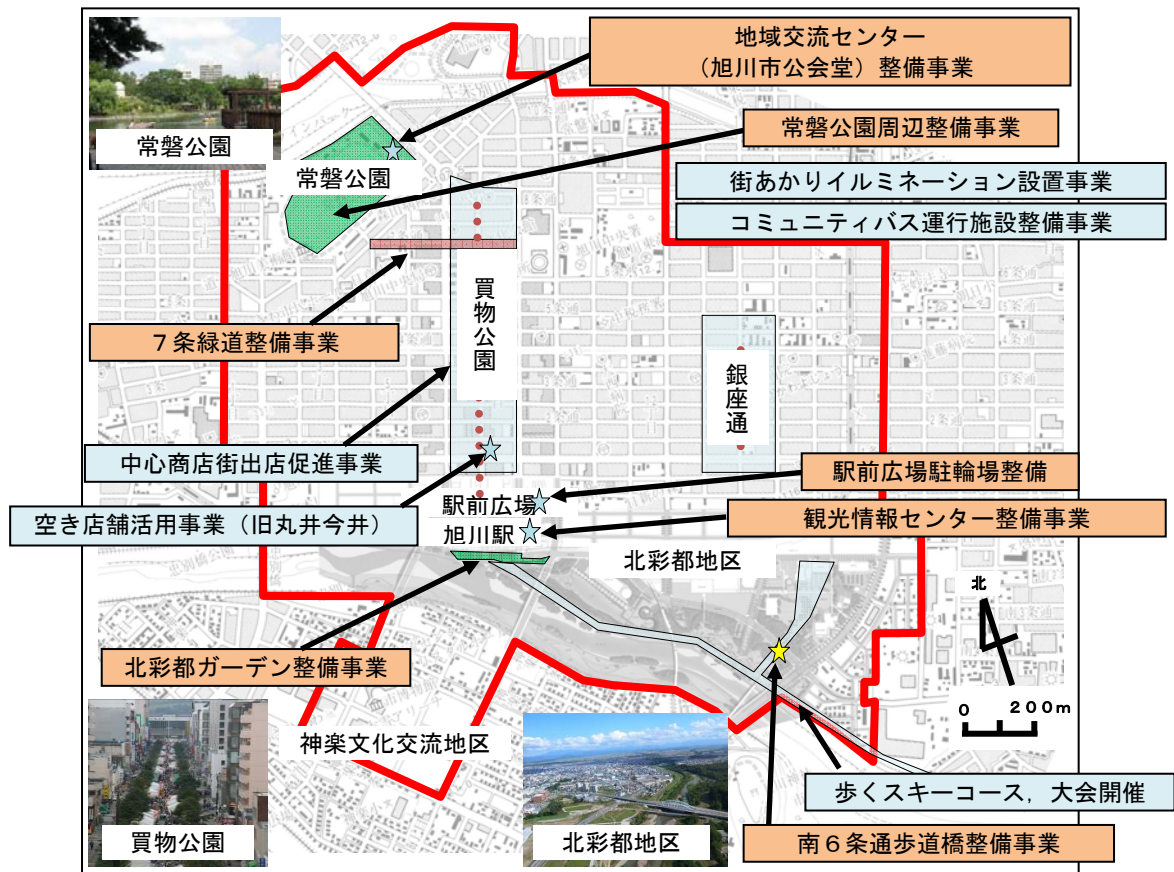 地域交流センター
(旭川市公会堂)整備事業
常磐公園
常磐公園周辺整備事業
常磐公園
街あかりイルミネーション設置事業
コミュニティバス運行施設整備事業
買物公園
7条緑道整備事業
銀座通
中心商店街出店促進事業
駅前広場駐輪場整備
駅前広場
空き店舗活用事業(旧丸井今井)
旭川駅
観光情報センター整備事業
北彩都地区
北
北彩都ガーデン整備事業
0 200m
神楽文化交流地区
歩くスキーコース,大会開催
買物公園
北彩都地区
南6条通歩道橋整備事業